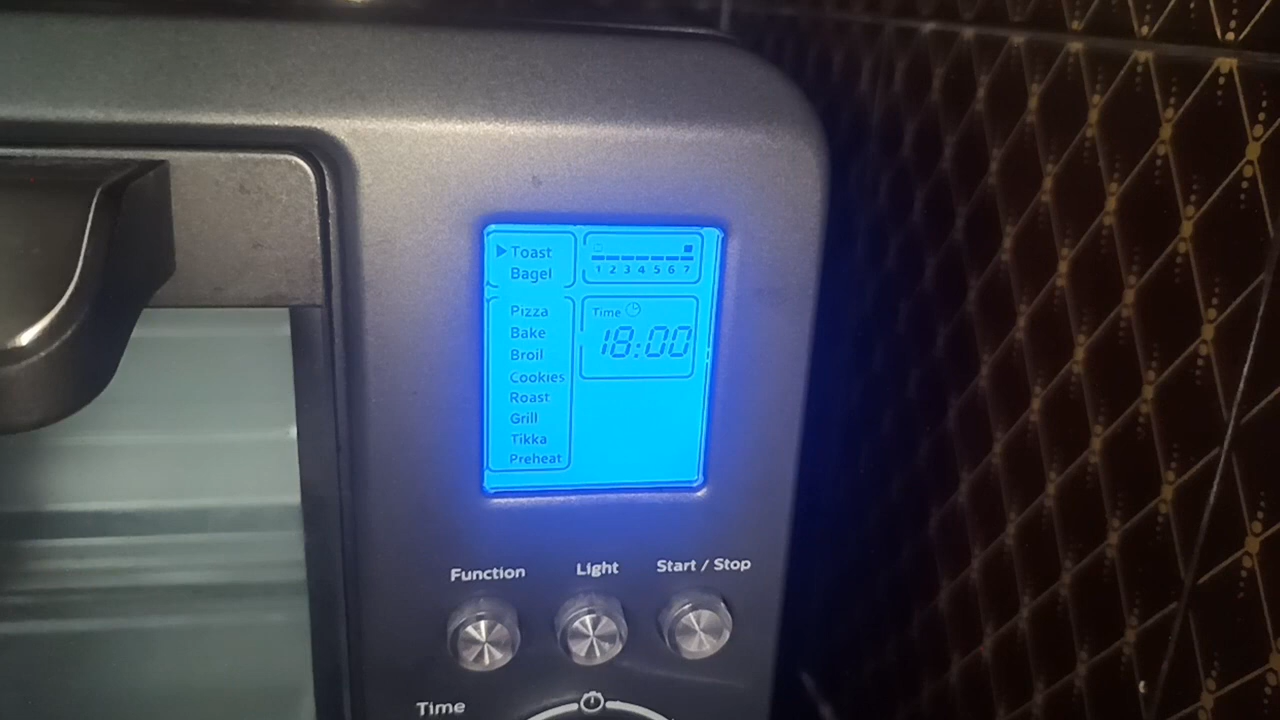 Toast
Bagel
1 2 3 4 5 6 7
Pizza
Bake
Broil
Cookies
Roast
Grill
Tikka
Preheat
Time
18:00
Function
Light
Start / Stop
Time